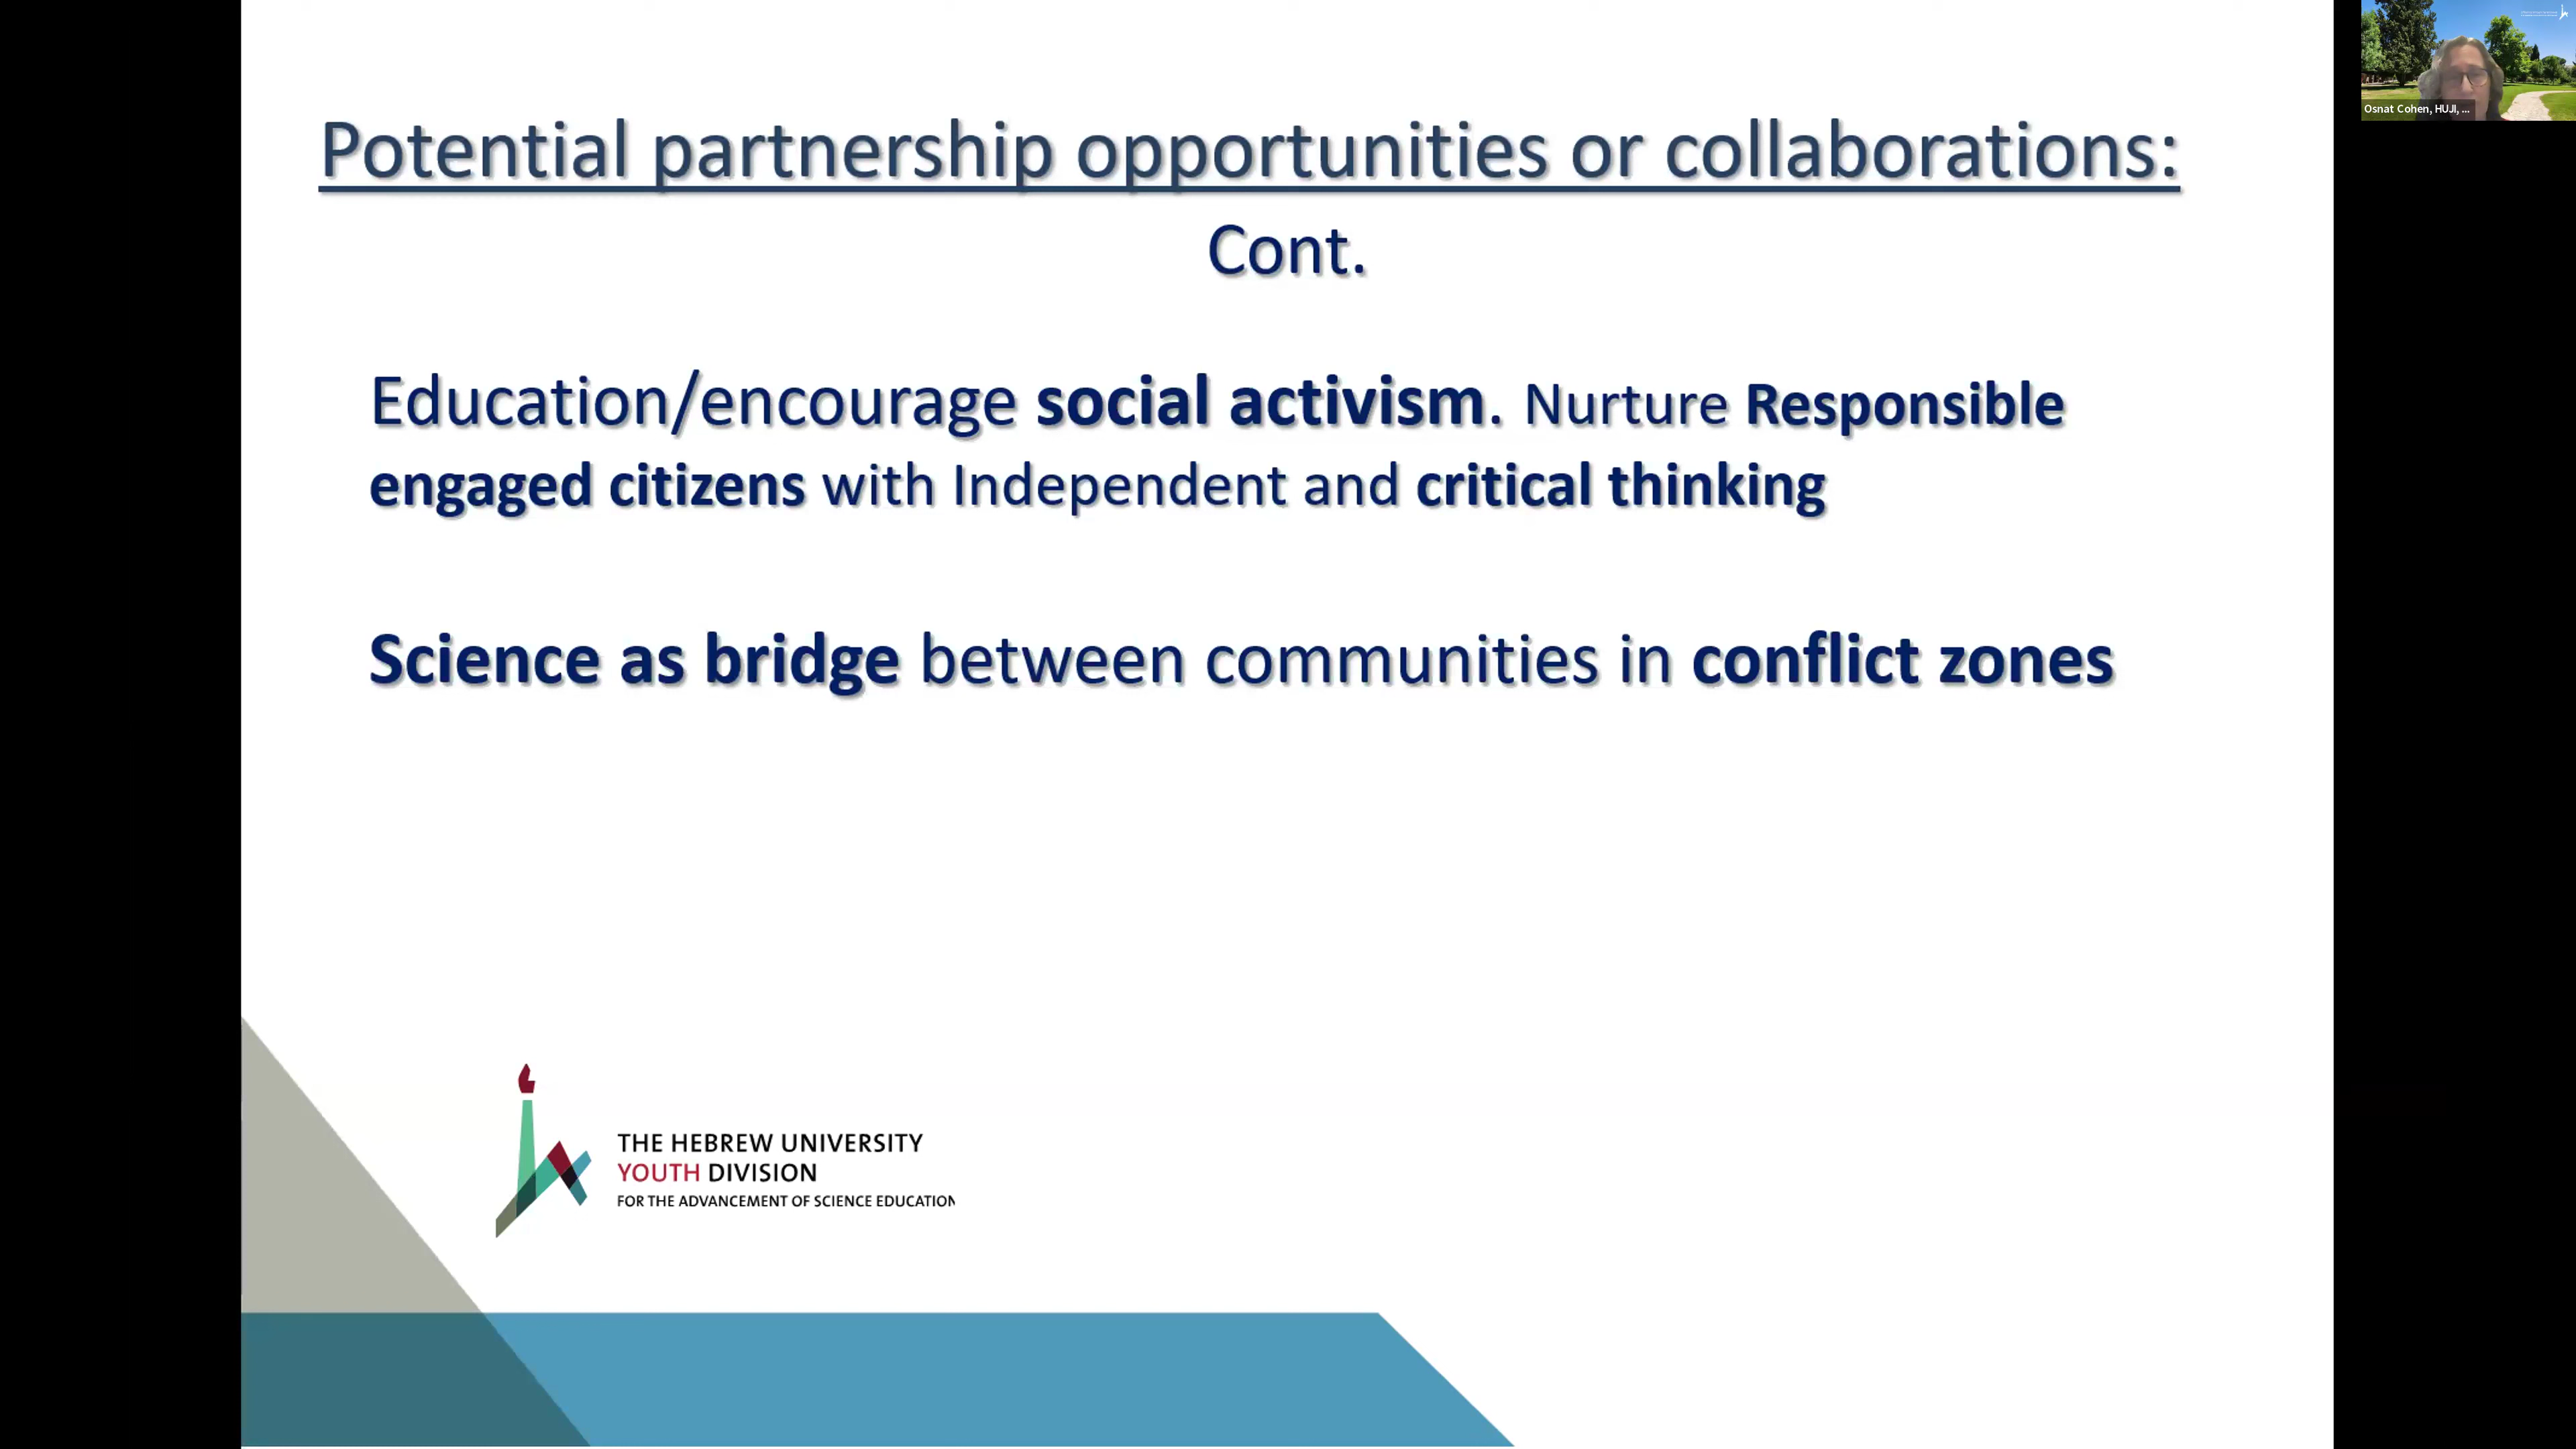 Potential partnership opportunities or collaborations:
Cont.
Education/encourage social activism. Nurture Responsible
engaged citizens with Independent and critical thinking
Science as bridge between communities in conflict zones
THE HEBREW UNIVERSITY
YOUTH DIVISION
FOR THE ADVANCEMENT OF SCIENCE EDUCATION
Osnat Cohen, HUJI, ...